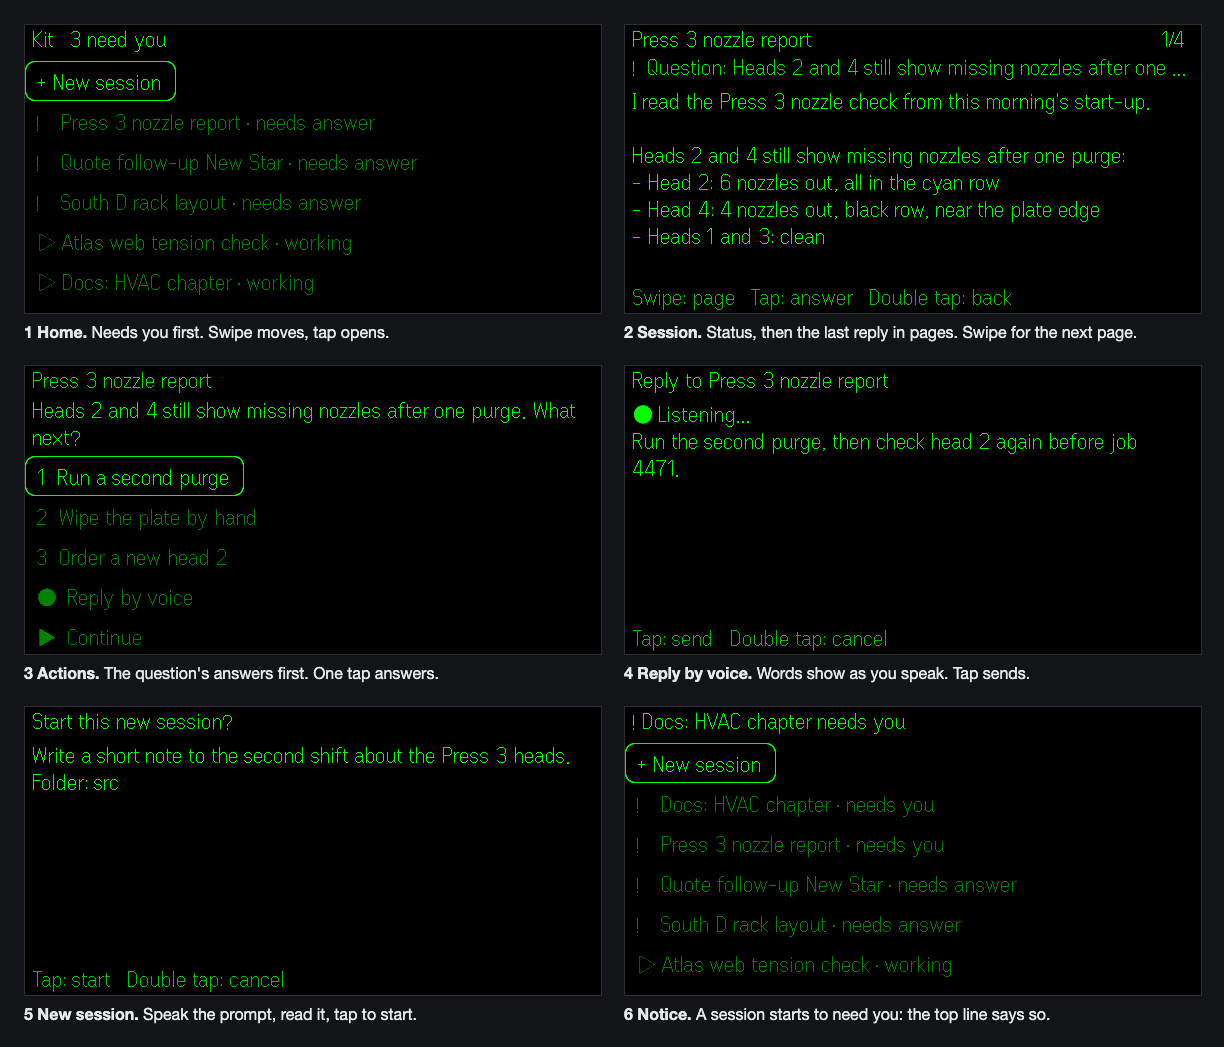 Kit 3 need you
+ New session
! Press 3 nozzle report · needs answer
! Quote follow-up New Star · needs answer
! South D rack layout · needs answer
▷ Atlas web tension check · working
▷ Docs: HVAC chapter · working
1 Home. Needs you first. Swipe moves, tap opens.
Press 3 nozzle report 1/4
! Question: Heads 2 and 4 still show missing nozzles after one ...
I read the Press 3 nozzle check from this morning's start-up.
Heads 2 and 4 still show missing nozzles after one purge:
- Head 2: 6 nozzles out, all in the cyan row
- Head 4: 4 nozzles out, black row, near the plate edge
- Heads 1 and 3: clean
Swipe: page Tap: answer Double tap: back
2 Session. Status, then the last reply in pages. Swipe for the next page.
Press 3 nozzle report
Heads 2 and 4 still show missing nozzles after one purge. What
next?
1 Run a second purge
2 Wipe the plate by hand
3 Order a new head 2
● Reply by voice
▶ Continue
3 Actions. The question's answers first. One tap answers.
Reply to Press 3 nozzle report
● Listening...
Run the second purge, then check head 2 again before job
4471.
Tap: send Double tap: cancel
4 Reply by voice. Words show as you speak. Tap sends.
Start this new session?
Write a short note to the second shift about the Press 3 heads.
Folder: src
Tap: start Double tap: cancel
5 New session. Speak the prompt, read it, tap to start.
! Docs: HVAC chapter needs you
+ New session
! Docs: HVAC chapter · needs you
! Press 3 nozzle report · needs you
! Quote follow-up New Star · needs answer
! South D rack layout · needs answer
▷ Atlas web tension check · working
6 Notice. A session starts to need you: the top line says so.